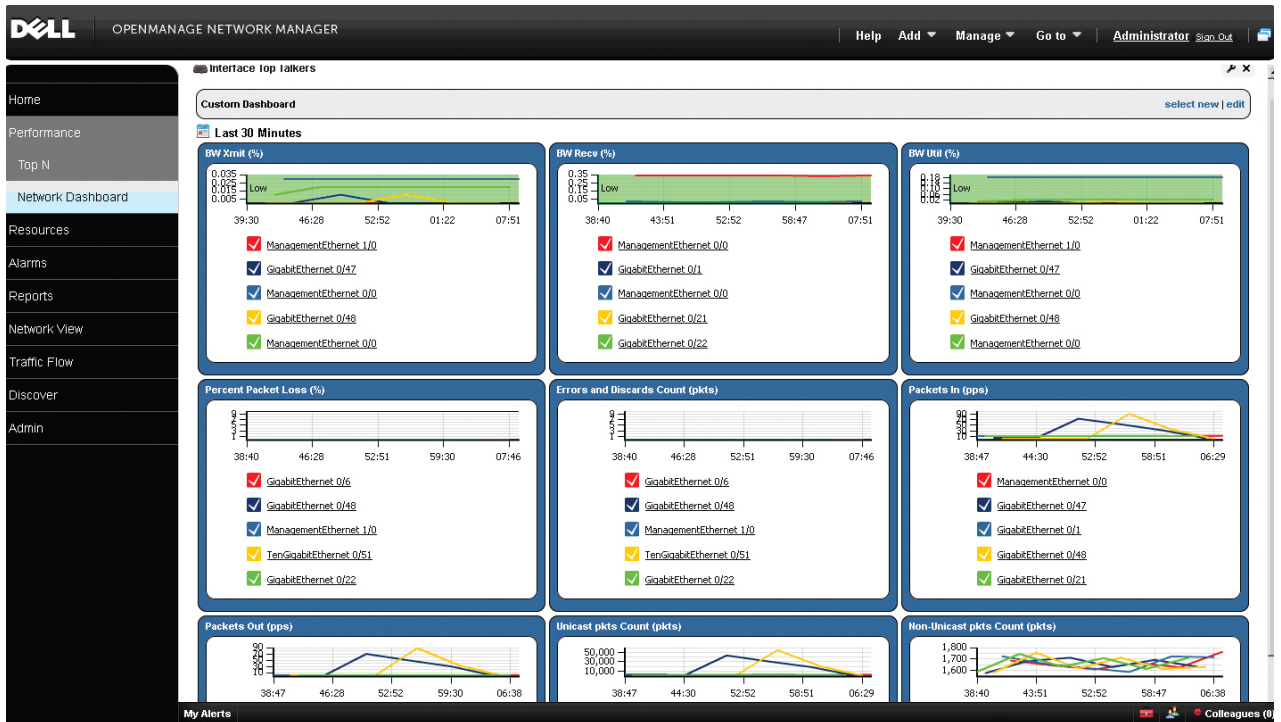 DELL OPENMANAGE NETWORK MANAGER
Help Add Manage Go to Administrator Sign Out
Interface Top Talkers
Custom Dashboard select new | edit
Last 30 Minutes
Home
Performance
Top N
Network Dashboard
Resources
Alarms
Reports
Network View
Traffic Flow
Discover
Admin
BW Xmit (%)
0.035
0.025
0.015
0.005
Low
39:30 46:28 52:52 01:22 07:51
ManagementEthernet 1/0
GigabitEthernet 0/47
ManagementEthernet 0/0
GigabitEthernet 0/48
ManagementEthernet 0/0
BW Recv (%)
0.35
0.25
0.15
0.05
Low
38:40 43:51 52:52 58:47 07:51
ManagementEthernet 0/0
GigabitEthernet 0/1
ManagementEthernet 0/0
GigabitEthernet 0/21
GigabitEthernet 0/22
BW Util (%)
0.18
0.02
Low
39:30 46:28 52:52 01:22 07:51
ManagementEthernet 1/0
GigabitEthernet 0/47
ManagementEthernet 0/0
GigabitEthernet 0/48
ManagementEthernet 0/0
Percent Packet Loss (%)
9
7
5
3
1
38:40 46:28 52:51 59:30 07:46
GigabitEthernet 0/6
GigabitEthernet 0/48
ManagementEthernet 1/0
TenGigabitEthernet 0/51
GigabitEthernet 0/22
Errors and Discards Count (pkts)
9
7
5
3
1
38:40 46:28 52:51 59:30 07:46
GigabitEthernet 0/6
GigabitEthernet 0/48
ManagementEthernet 1/0
TenGigabitEthernet 0/51
GigabitEthernet 0/22
Packets In (pps)
90
70
50
30
10
38:47 44:30 52:52 58:51 06:29
ManagementEthernet 0/0
GigabitEthernet 0/47
GigabitEthernet 0/1
GigabitEthernet 0/48
GigabitEthernet 0/21
Packets Out (pps)
90
70
50
30
10
38:47 46:28 52:52 59:30 06:38
Unicast pkts Count (pkts)
50,000
30,000
10,000
38:47 44:30 52:52 58:51 06:29
Non-Unicast pkts Count (pkts)
1,800
1,700
1,600
38:40 43:51 52:52 58:47 06:38
My Alerts
Colleagues (0)